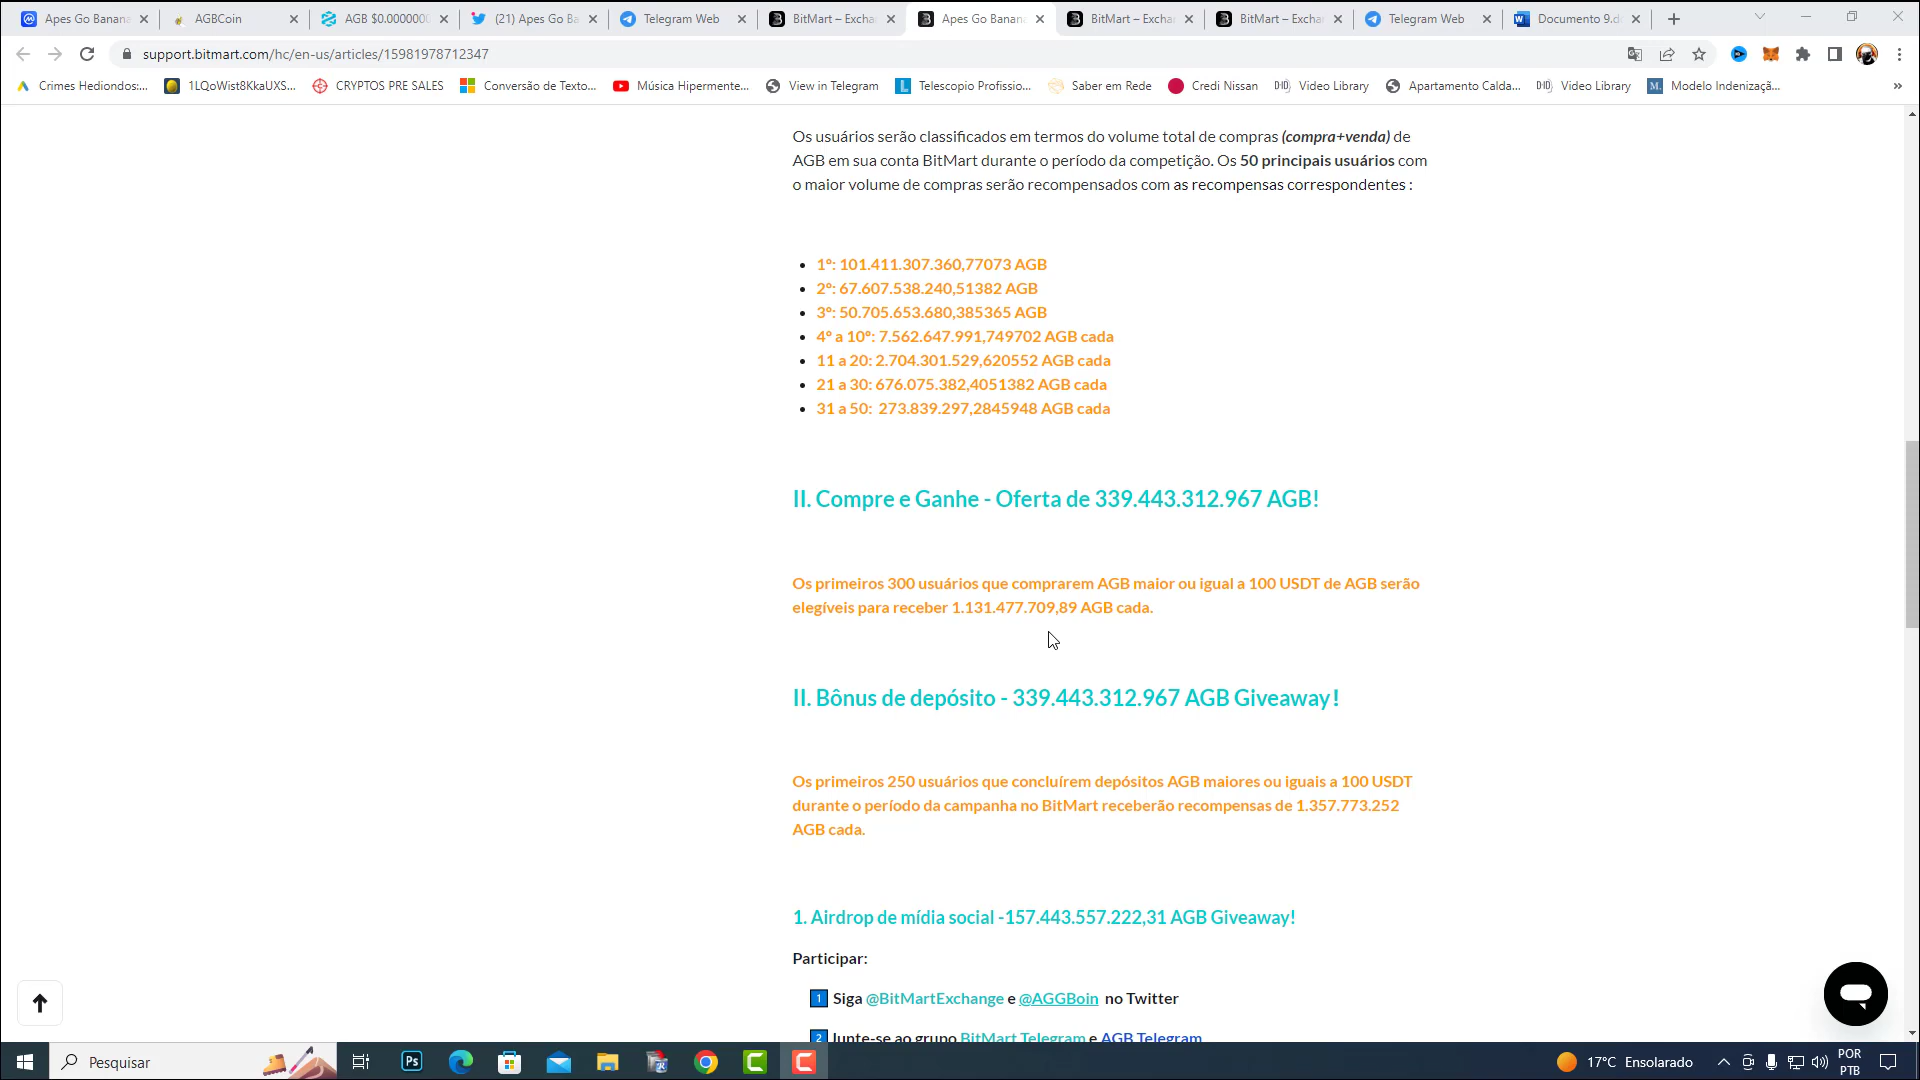 Apes Go Banana
AGBCoin
AGB $0.0000000
(21) Apes Go Ba
Telegram Web
BitMart – Excha
Apes Go Banana
BitMart – Excha
BitMart – Excha
Telegram Web
Documento 9.d
support.bitmart.com/hc/en-us/articles/15981978712347
Crimes Hediondos:...
1LQoWist8KkaUXS...
CRYPTOS PRE SALES
Conversão de Texto...
Música Hipermente...
View in Telegram
Telescopio Profissio...
Saber em Rede
Credi Nissan
Video Library
Apartamento Calda...
Video Library
Modelo Indenizaçã...
Os usuários serão classificados em termos do volume total de compras (compra+venda) de
AGB em sua conta BitMart durante o período da competição. Os 50 principais usuários com
o maior volume de compras serão recompensados com as recompensas correspondentes :
1º: 101.411.307.360,77073 AGB
2º: 67.607.538.240,51382 AGB
3º: 50.705.653.680,385365 AGB
4º a 10º: 7.562.647.991,749702 AGB cada
11 a 20: 2.704.301.529,620552 AGB cada
21 a 30: 676.075.382,4051382 AGB cada
31 a 50: 273.839.297,2845948 AGB cada
II. Compre e Ganhe - Oferta de 339.443.312.967 AGB!
Os primeiros 300 usuários que comprarem AGB maior ou igual a 100 USDT de AGB serão
elegíveis para receber 1.131.477.709,89 AGB cada.
II. Bônus de depósito - 339.443.312.967 AGB Giveaway!
Os primeiros 250 usuários que concluírem depósitos AGB maiores ou iguais a 100 USDT
durante o período da campanha no BitMart receberão recompensas de 1.357.773.252
AGB cada.
1. Airdrop de mídia social -157.443.557.222,31 AGB Giveaway!
Participar:
1 Siga @BitMartExchange e @AGGBoin no Twitter
2 Junte-se ao grupo BitMart Telegram e AGB Telegram
Pesquisar
Ps
17°C Ensolarado
POR
PTB